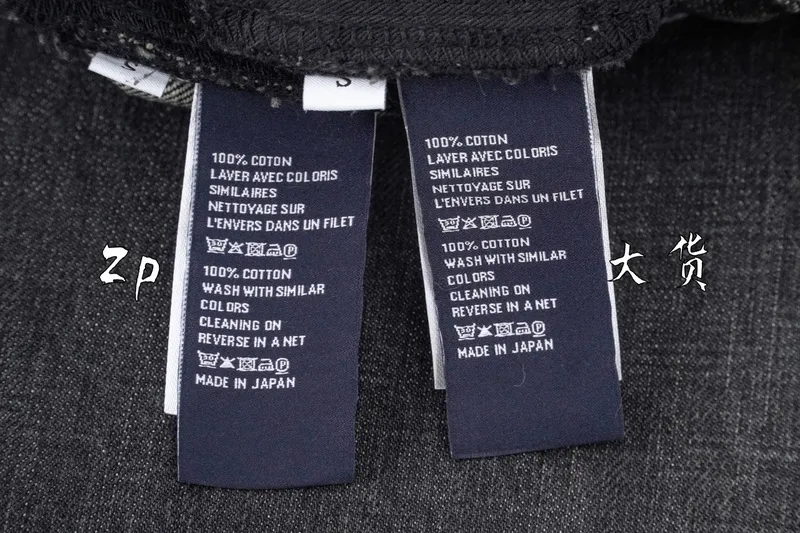 S
100% COTON
LAVER AVEC COLORIS
SIMILAIRES
NETTOYAGE SUR
L'ENVERS DANS UN FILET
P
100% COTTON
WASH WITH SIMILAR
COLORS
CLEANING ON
REVERSE IN A NET
P
MADE IN JAPAN
100% COTON
LAVER AVEC COLORIS
SIMILAIRES
NETTOYAGE SUR
L'ENVERS DANS UN FILET
P
100% COTTON
WASH WITH SIMILAR
COLORS
CLEANING ON
REVERSE IN A NET
P
MADE IN JAPAN
Zp
大货